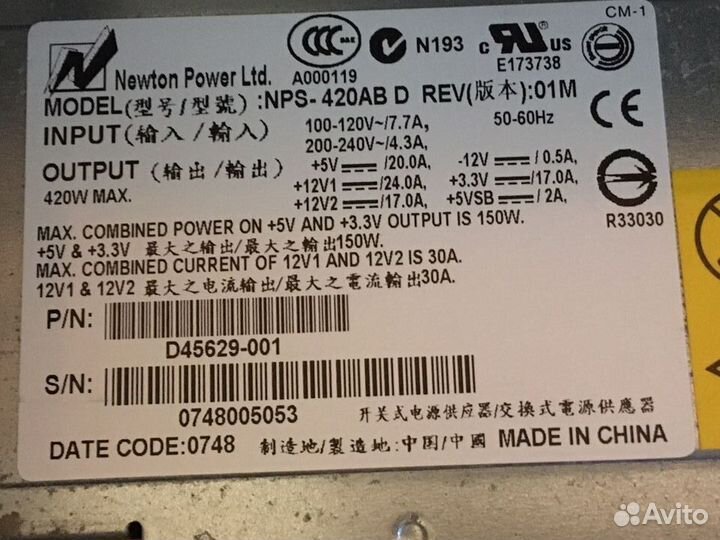 CM-1
Newton Power Ltd.
A000119
N193
c UL US
E173738
MODEL(型号/型號):NPS-420AB D REV(版本):01M
INPUT(输入/輸入)
100-120V~/7.7A, 50-60Hz
200-240V~/4.3A,
OUTPUT (输出/輸出)
420W MAX.
+5V⎓/20.0A, -12V⎓/0.5A,
+12V1⎓/24.0A, +3.3V⎓/17.0A,
+12V2⎓/17.0A, +5VSB⎓/2A,
CE
R33030
MAX. COMBINED POWER ON +5V AND +3.3V OUTPUT IS 150W.
+5V & +3.3V 最大之输出/最大之輸出150W.
MAX. COMBINED CURRENT OF 12V1 AND 12V2 IS 30A.
12V1 & 12V2 最大之电流输出/最大之電流輸出30A.
P/N:
D45629-001
S/N:
0748005053
开关式电源供应器/交換式電源供應器
DATE CODE:0748 制造地/製造地:中国/中國 MADE IN CHINA
Avito